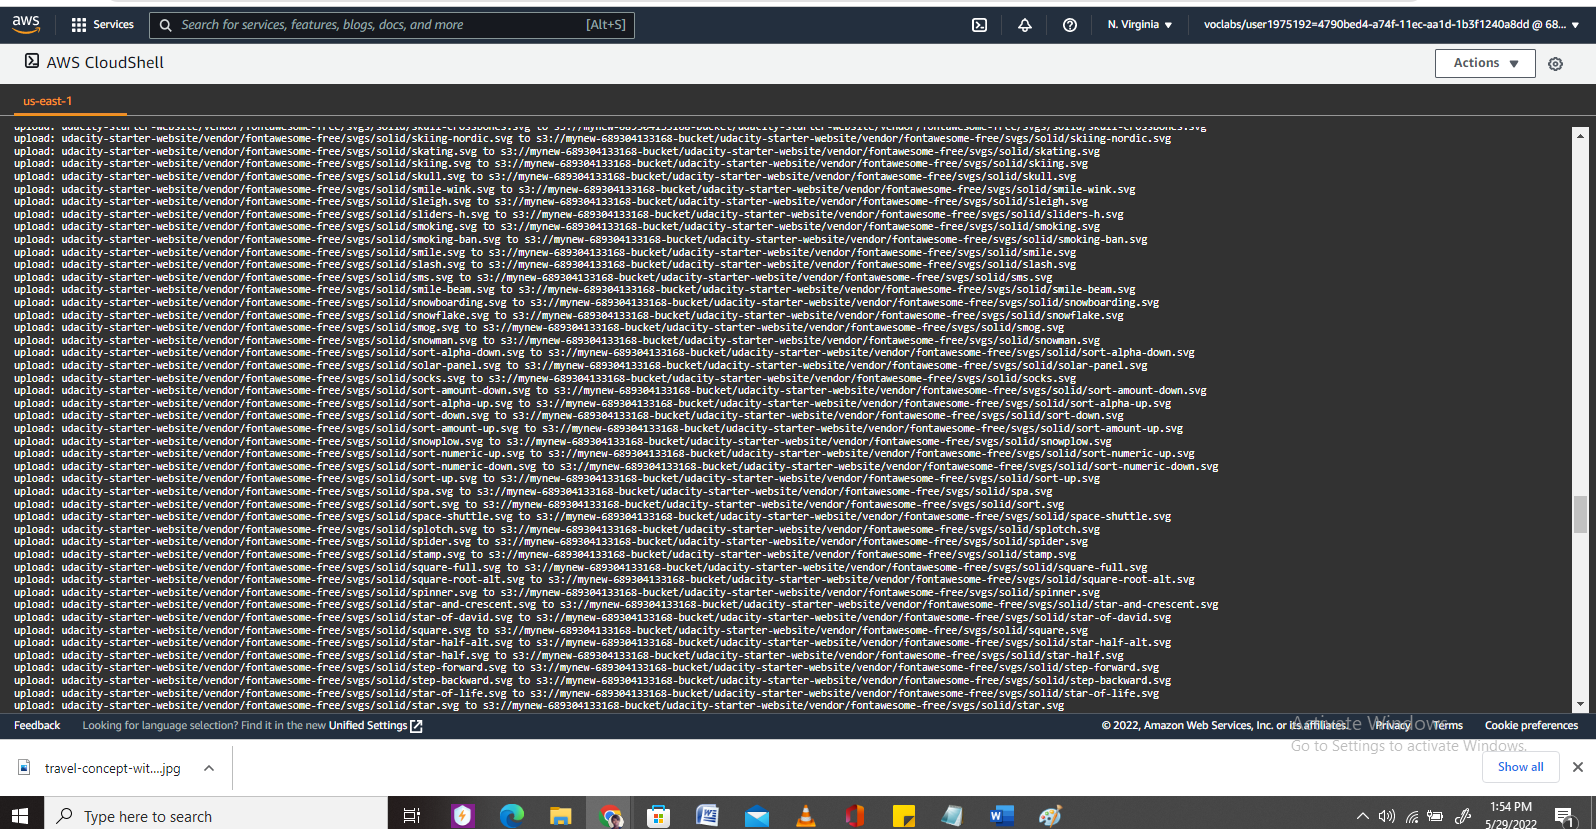 aws
Services
Search for services, features, blogs, docs, and more
[Alt+S]
N. Virginia ▼
voclabs/user1975192=4790bed4-a74f-11ec-aa1d-1b3f1240a8dd @ 68... ▼
AWS CloudShell
Actions ▼
us-east-1
upload: udacity-starter-website/vendor/fontawesome-free/svgs/solid/skull-crossbones.svg to s3://mynew-689304133168-bucket/udacity-starter-website/vendor/fontawesome-free/svgs/solid/skull-crossbones.svg
upload: udacity-starter-website/vendor/fontawesome-free/svgs/solid/skiing-nordic.svg to s3://mynew-689304133168-bucket/udacity-starter-website/vendor/fontawesome-free/svgs/solid/skiing-nordic.svg
upload: udacity-starter-website/vendor/fontawesome-free/svgs/solid/skating.svg to s3://mynew-689304133168-bucket/udacity-starter-website/vendor/fontawesome-free/svgs/solid/skating.svg
upload: udacity-starter-website/vendor/fontawesome-free/svgs/solid/skiing.svg to s3://mynew-689304133168-bucket/udacity-starter-website/vendor/fontawesome-free/svgs/solid/skiing.svg
upload: udacity-starter-website/vendor/fontawesome-free/svgs/solid/skull.svg to s3://mynew-689304133168-bucket/udacity-starter-website/vendor/fontawesome-free/svgs/solid/skull.svg
upload: udacity-starter-website/vendor/fontawesome-free/svgs/solid/smile-wink.svg to s3://mynew-689304133168-bucket/udacity-starter-website/vendor/fontawesome-free/svgs/solid/smile-wink.svg
upload: udacity-starter-website/vendor/fontawesome-free/svgs/solid/sleigh.svg to s3://mynew-689304133168-bucket/udacity-starter-website/vendor/fontawesome-free/svgs/solid/sleigh.svg
upload: udacity-starter-website/vendor/fontawesome-free/svgs/solid/sliders-h.svg to s3://mynew-689304133168-bucket/udacity-starter-website/vendor/fontawesome-free/svgs/solid/sliders-h.svg
upload: udacity-starter-website/vendor/fontawesome-free/svgs/solid/smoking.svg to s3://mynew-689304133168-bucket/udacity-starter-website/vendor/fontawesome-free/svgs/solid/smoking.svg
upload: udacity-starter-website/vendor/fontawesome-free/svgs/solid/smoking-ban.svg to s3://mynew-689304133168-bucket/udacity-starter-website/vendor/fontawesome-free/svgs/solid/smoking-ban.svg
upload: udacity-starter-website/vendor/fontawesome-free/svgs/solid/smile.svg to s3://mynew-689304133168-bucket/udacity-starter-website/vendor/fontawesome-free/svgs/solid/smile.svg
upload: udacity-starter-website/vendor/fontawesome-free/svgs/solid/slash.svg to s3://mynew-689304133168-bucket/udacity-starter-website/vendor/fontawesome-free/svgs/solid/slash.svg
upload: udacity-starter-website/vendor/fontawesome-free/svgs/solid/sms.svg to s3://mynew-689304133168-bucket/udacity-starter-website/vendor/fontawesome-free/svgs/solid/sms.svg
upload: udacity-starter-website/vendor/fontawesome-free/svgs/solid/smile-beam.svg to s3://mynew-689304133168-bucket/udacity-starter-website/vendor/fontawesome-free/svgs/solid/smile-beam.svg
upload: udacity-starter-website/vendor/fontawesome-free/svgs/solid/snowboarding.svg to s3://mynew-689304133168-bucket/udacity-starter-website/vendor/fontawesome-free/svgs/solid/snowboarding.svg
upload: udacity-starter-website/vendor/fontawesome-free/svgs/solid/snowflake.svg to s3://mynew-689304133168-bucket/udacity-starter-website/vendor/fontawesome-free/svgs/solid/snowflake.svg
upload: udacity-starter-website/vendor/fontawesome-free/svgs/solid/smog.svg to s3://mynew-689304133168-bucket/udacity-starter-website/vendor/fontawesome-free/svgs/solid/smog.svg
upload: udacity-starter-website/vendor/fontawesome-free/svgs/solid/snowman.svg to s3://mynew-689304133168-bucket/udacity-starter-website/vendor/fontawesome-free/svgs/solid/snowman.svg
upload: udacity-starter-website/vendor/fontawesome-free/svgs/solid/sort-alpha-down.svg to s3://mynew-689304133168-bucket/udacity-starter-website/vendor/fontawesome-free/svgs/solid/sort-alpha-down.svg
upload: udacity-starter-website/vendor/fontawesome-free/svgs/solid/solar-panel.svg to s3://mynew-689304133168-bucket/udacity-starter-website/vendor/fontawesome-free/svgs/solid/solar-panel.svg
upload: udacity-starter-website/vendor/fontawesome-free/svgs/solid/socks.svg to s3://mynew-689304133168-bucket/udacity-starter-website/vendor/fontawesome-free/svgs/solid/socks.svg
upload: udacity-starter-website/vendor/fontawesome-free/svgs/solid/sort-amount-down.svg to s3://mynew-689304133168-bucket/udacity-starter-website/vendor/fontawesome-free/svgs/solid/sort-amount-down.svg
upload: udacity-starter-website/vendor/fontawesome-free/svgs/solid/sort-alpha-up.svg to s3://mynew-689304133168-bucket/udacity-starter-website/vendor/fontawesome-free/svgs/solid/sort-alpha-up.svg
upload: udacity-starter-website/vendor/fontawesome-free/svgs/solid/sort-down.svg to s3://mynew-689304133168-bucket/udacity-starter-website/vendor/fontawesome-free/svgs/solid/sort-down.svg
upload: udacity-starter-website/vendor/fontawesome-free/svgs/solid/sort-amount-up.svg to s3://mynew-689304133168-bucket/udacity-starter-website/vendor/fontawesome-free/svgs/solid/sort-amount-up.svg
upload: udacity-starter-website/vendor/fontawesome-free/svgs/solid/snowplow.svg to s3://mynew-689304133168-bucket/udacity-starter-website/vendor/fontawesome-free/svgs/solid/snowplow.svg
upload: udacity-starter-website/vendor/fontawesome-free/svgs/solid/sort-numeric-up.svg to s3://mynew-689304133168-bucket/udacity-starter-website/vendor/fontawesome-free/svgs/solid/sort-numeric-up.svg
upload: udacity-starter-website/vendor/fontawesome-free/svgs/solid/sort-numeric-down.svg to s3://mynew-689304133168-bucket/udacity-starter-website/vendor/fontawesome-free/svgs/solid/sort-numeric-down.svg
upload: udacity-starter-website/vendor/fontawesome-free/svgs/solid/sort-up.svg to s3://mynew-689304133168-bucket/udacity-starter-website/vendor/fontawesome-free/svgs/solid/sort-up.svg
upload: udacity-starter-website/vendor/fontawesome-free/svgs/solid/spa.svg to s3://mynew-689304133168-bucket/udacity-starter-website/vendor/fontawesome-free/svgs/solid/spa.svg
upload: udacity-starter-website/vendor/fontawesome-free/svgs/solid/sort.svg to s3://mynew-689304133168-bucket/udacity-starter-website/vendor/fontawesome-free/svgs/solid/sort.svg
upload: udacity-starter-website/vendor/fontawesome-free/svgs/solid/space-shuttle.svg to s3://mynew-689304133168-bucket/udacity-starter-website/vendor/fontawesome-free/svgs/solid/space-shuttle.svg
upload: udacity-starter-website/vendor/fontawesome-free/svgs/solid/splotch.svg to s3://mynew-689304133168-bucket/udacity-starter-website/vendor/fontawesome-free/svgs/solid/splotch.svg
upload: udacity-starter-website/vendor/fontawesome-free/svgs/solid/spider.svg to s3://mynew-689304133168-bucket/udacity-starter-website/vendor/fontawesome-free/svgs/solid/spider.svg
upload: udacity-starter-website/vendor/fontawesome-free/svgs/solid/stamp.svg to s3://mynew-689304133168-bucket/udacity-starter-website/vendor/fontawesome-free/svgs/solid/stamp.svg
upload: udacity-starter-website/vendor/fontawesome-free/svgs/solid/square-full.svg to s3://mynew-689304133168-bucket/udacity-starter-website/vendor/fontawesome-free/svgs/solid/square-full.svg
upload: udacity-starter-website/vendor/fontawesome-free/svgs/solid/square-root-alt.svg to s3://mynew-689304133168-bucket/udacity-starter-website/vendor/fontawesome-free/svgs/solid/square-root-alt.svg
upload: udacity-starter-website/vendor/fontawesome-free/svgs/solid/spinner.svg to s3://mynew-689304133168-bucket/udacity-starter-website/vendor/fontawesome-free/svgs/solid/spinner.svg
upload: udacity-starter-website/vendor/fontawesome-free/svgs/solid/star-and-crescent.svg to s3://mynew-689304133168-bucket/udacity-starter-website/vendor/fontawesome-free/svgs/solid/star-and-crescent.svg
upload: udacity-starter-website/vendor/fontawesome-free/svgs/solid/star-of-david.svg to s3://mynew-689304133168-bucket/udacity-starter-website/vendor/fontawesome-free/svgs/solid/star-of-david.svg
upload: udacity-starter-website/vendor/fontawesome-free/svgs/solid/square.svg to s3://mynew-689304133168-bucket/udacity-starter-website/vendor/fontawesome-free/svgs/solid/square.svg
upload: udacity-starter-website/vendor/fontawesome-free/svgs/solid/star-half-alt.svg to s3://mynew-689304133168-bucket/udacity-starter-website/vendor/fontawesome-free/svgs/solid/star-half-alt.svg
upload: udacity-starter-website/vendor/fontawesome-free/svgs/solid/star-half.svg to s3://mynew-689304133168-bucket/udacity-starter-website/vendor/fontawesome-free/svgs/solid/star-half.svg
upload: udacity-starter-website/vendor/fontawesome-free/svgs/solid/step-forward.svg to s3://mynew-689304133168-bucket/udacity-starter-website/vendor/fontawesome-free/svgs/solid/step-forward.svg
upload: udacity-starter-website/vendor/fontawesome-free/svgs/solid/step-backward.svg to s3://mynew-689304133168-bucket/udacity-starter-website/vendor/fontawesome-free/svgs/solid/step-backward.svg
upload: udacity-starter-website/vendor/fontawesome-free/svgs/solid/star-of-life.svg to s3://mynew-689304133168-bucket/udacity-starter-website/vendor/fontawesome-free/svgs/solid/star-of-life.svg
upload: udacity-starter-website/vendor/fontawesome-free/svgs/solid/star.svg to s3://mynew-689304133168-bucket/udacity-starter-website/vendor/fontawesome-free/svgs/solid/star.svg
Feedback
Looking for language selection? Find it in the new Unified Settings
© 2022, Amazon Web Services, Inc. or its affiliates.
Privacy
Terms
Cookie preferences
Activate Windows
Go to Settings to activate Windows.
travel-concept-wit....jpg
Show all
Type here to search
1:54 PM
5/29/2022
1